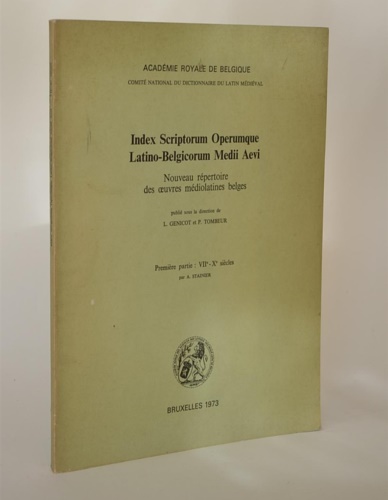 ACADÉMIE ROYALE DE BELGIQUE
COMITÉ NATIONAL DU DICTIONNAIRE DU LATIN MÉDIÉVAL
Index Scriptorum Operumque
Latino-Belgicorum Medii Aevi
Nouveau répertoire
des œuvres médiolatines belges
publié sous la direction de
L. GENICOT et P. TOMBEUR
Première partie : VIIe-Xe siècles
par A. STAINIER
BRUXELLES 1973